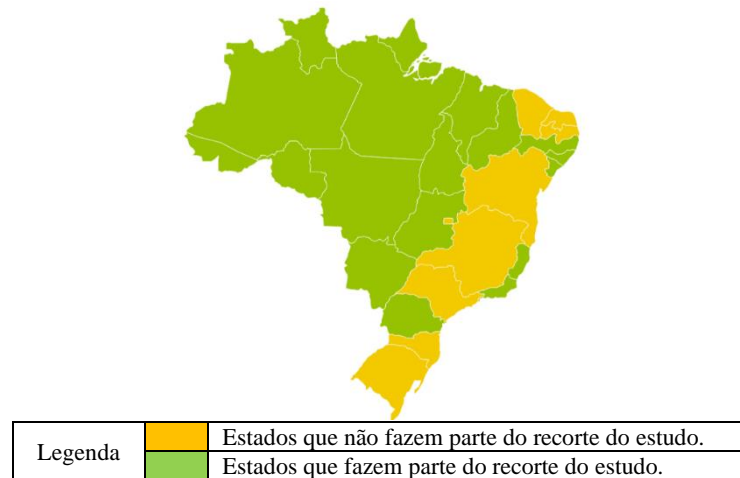 Legenda
Estados que não fazem parte do recorte do estudo.
Estados que fazem parte do recorte do estudo.